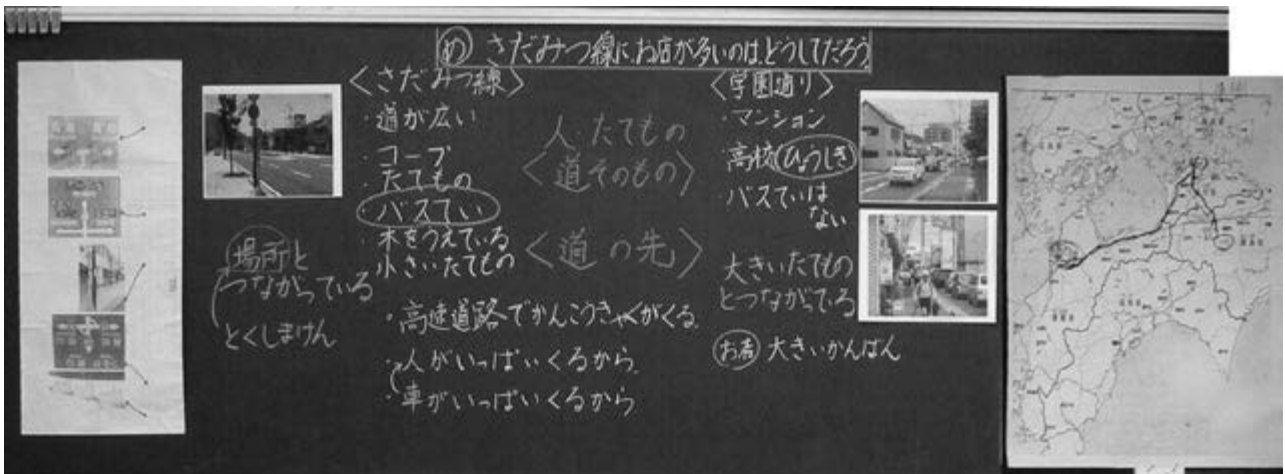 め さだみつ線に、お店が多いのは、どうしてだろう
<さだみつ線>
・道が広い
・コープ
・たてもの
・バスてい
・木をうえている
小さいたてもの
場所と
つながっている
とくしまけん
人・たてもの
<道そのもの>
<道の先>
・高速道路でかんこうきゃくがくる
・人がいっぱいくるから
・車がいっぱいくるから
<学園通り>
・マンション
・高校 ひょうしき
バスていは
ない
大きいたてもの
とつながってる
お店 大きいかんばん